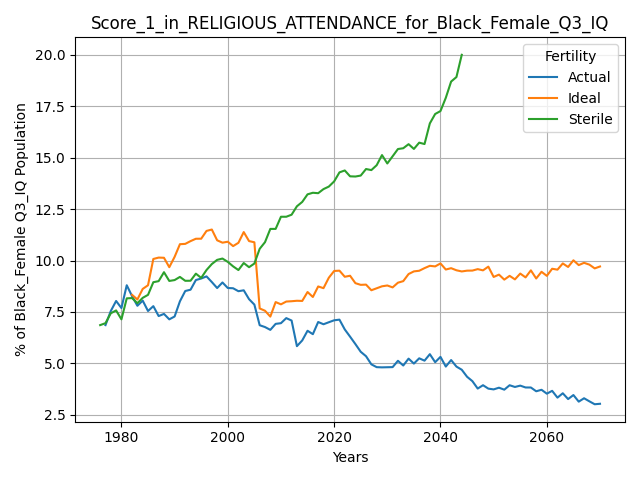 Score_1_in_RELIGIOUS_ATTENDANCE_for_Black_Female_Q3_IQ
% of Black_Female Q3_IQ Population
20.0
17.5
15.0
12.5
10.0
7.5
5.0
2.5
Fertility
Actual
Ideal
Sterile
1980 2000 2020 2040 2060
Years